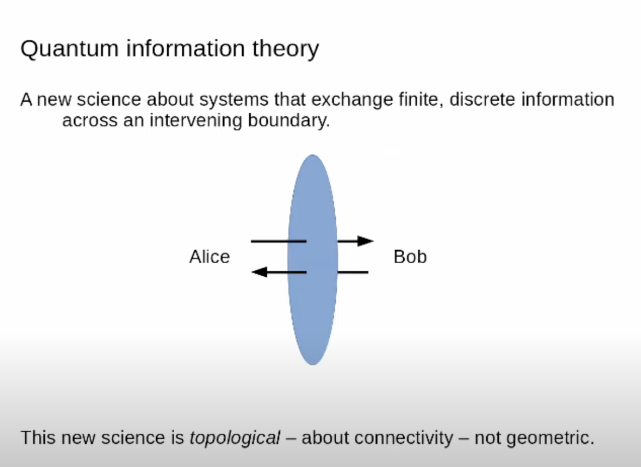 Quantum information theory
A new science about systems that exchange finite, discrete information
across an intervening boundary.
Alice
Bob
This new science is topological – about connectivity – not geometric.